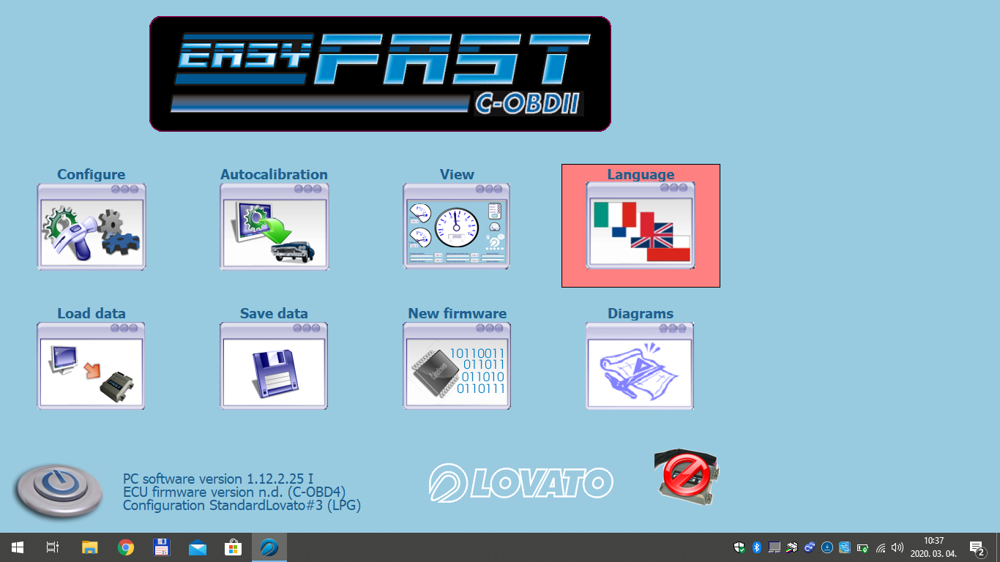 EASY FAST
C-OBDII
Configure
Autocalibration
View
Language
Load data
Save data
New firmware
Diagrams
Windows
10110011
011011
011010
0110111
PC software version 1.12.2.25 I
ECU firmware version n.d. (C-OBD4)
Configuration StandardLovato#3 (LPG)
LOVATO
10:37
2020. 03. 04.
2